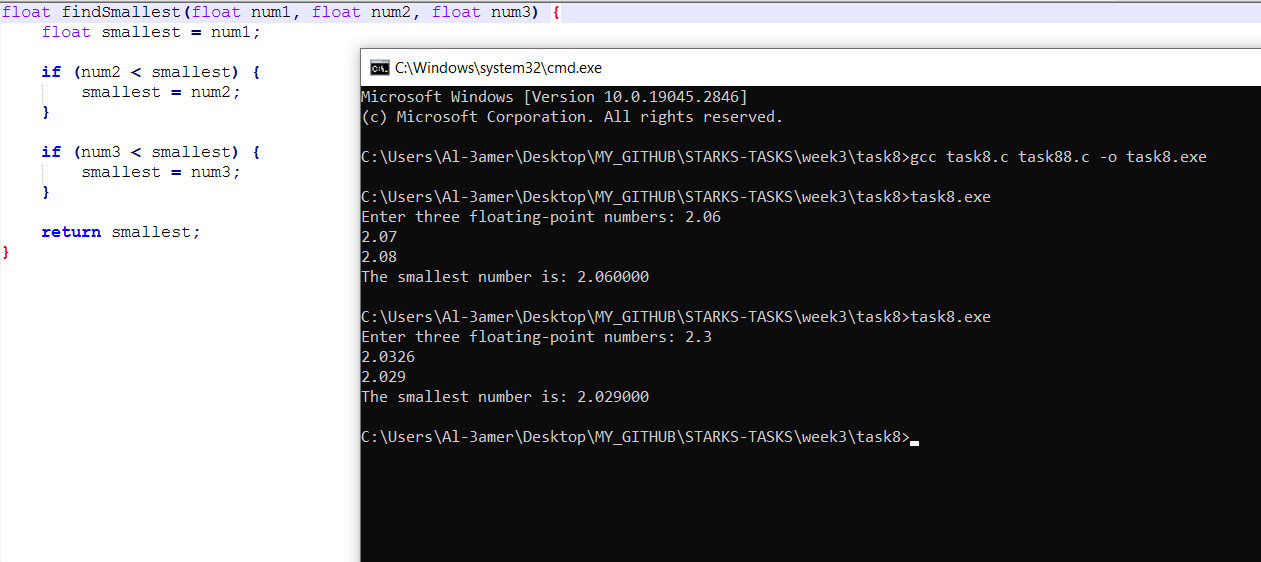 float findSmallest(float num1, float num2, float num3) {
    float smallest = num1;
    if (num2 < smallest) {
        smallest = num2;
    }
    if (num3 < smallest) {
        smallest = num3;
    }
    return smallest;
}
C:\Windows\system32\cmd.exe
Microsoft Windows [Version 10.0.19045.2846]
(c) Microsoft Corporation. All rights reserved.
C:\Users\Al-3amer\Desktop\MY_GITHUB\STARKS-TASKS\week3\task8>gcc task8.c task88.c -o task8.exe
C:\Users\Al-3amer\Desktop\MY_GITHUB\STARKS-TASKS\week3\task8>task8.exe
Enter three floating-point numbers: 2.06
2.07
2.08
The smallest number is: 2.060000
C:\Users\Al-3amer\Desktop\MY_GITHUB\STARKS-TASKS\week3\task8>task8.exe
Enter three floating-point numbers: 2.3
2.0326
2.029
The smallest number is: 2.029000
C:\Users\Al-3amer\Desktop\MY_GITHUB\STARKS-TASKS\week3\task8>